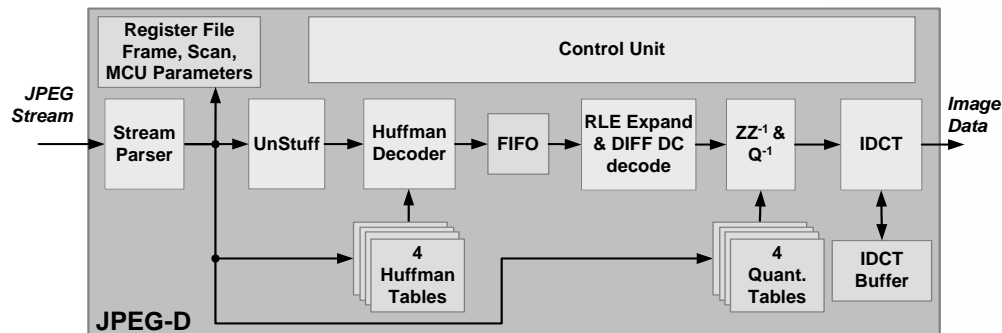 Register File
Frame, Scan,
MCU Parameters
Control Unit
JPEG
Stream
Image
Data
Stream
Parser
UnStuff
Huffman
Decoder
FIFO
RLE Expand
& DIFF DC
decode
ZZ⁻¹ &
Q⁻¹
IDCT
4
Huffman
Tables
4
Quant.
Tables
IDCT
Buffer
JPEG-D